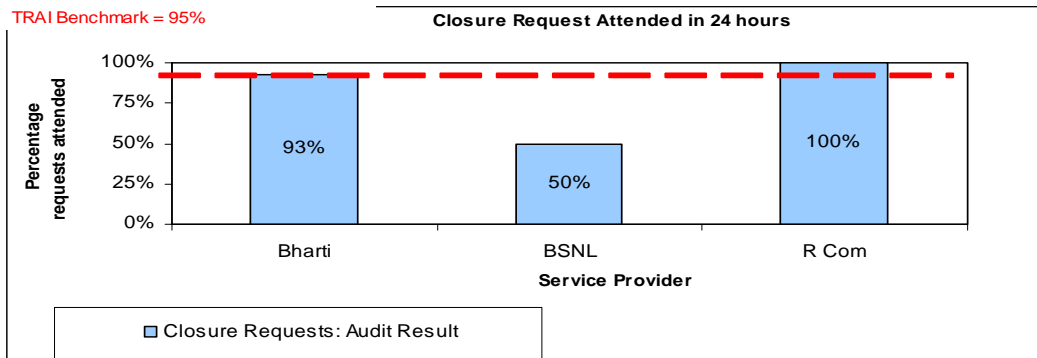 TRAI Benchmark = 95%
Closure Request Attended in 24 hours
Percentage
requests attended
100%
75%
50%
25%
0%
93%
50%
100%
Bharti
BSNL
R Com
Service Provider
Closure Requests: Audit Result